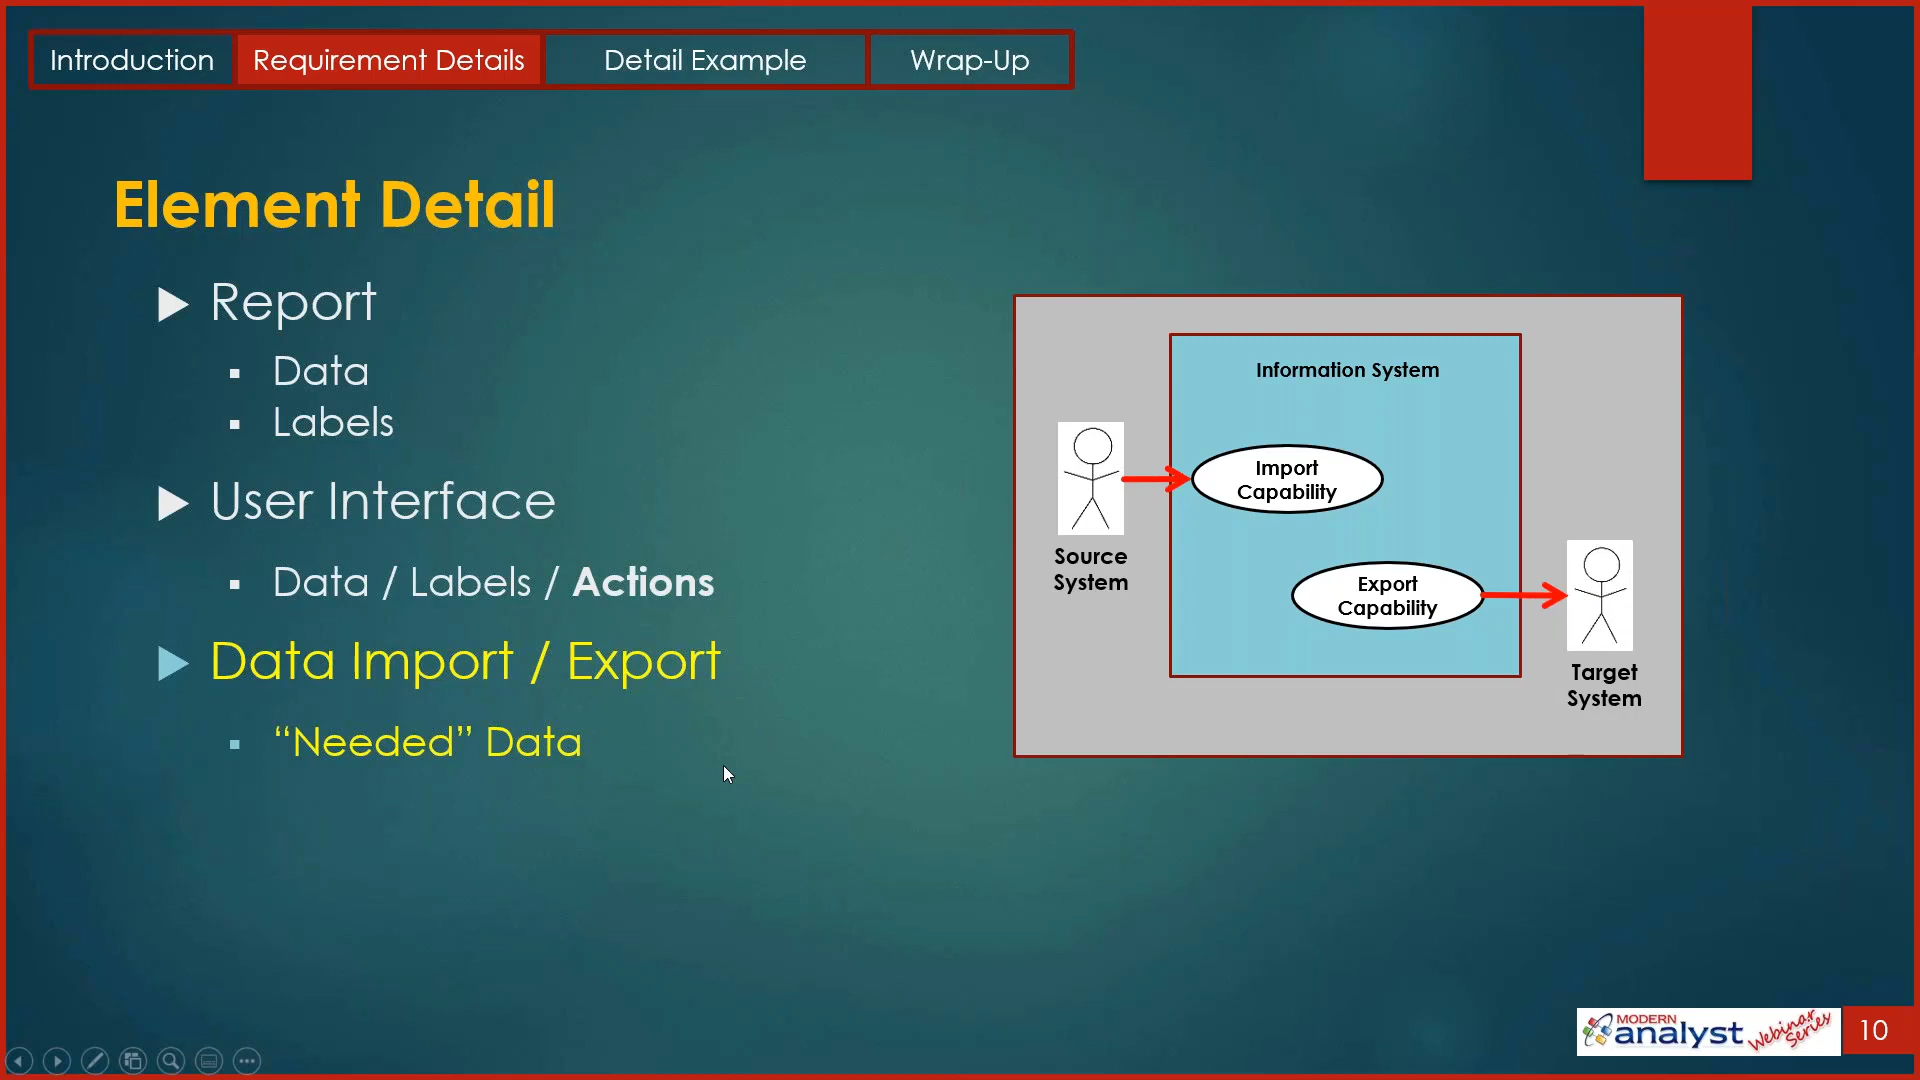 Introduction
Requirement Details
Detail Example
Wrap-Up
Element Detail
Report
Data
Labels
User Interface
Data / Labels / Actions
Data Import / Export
“Needed” Data
Information System
Import
Capability
Export
Capability
Source
System
Target
System
MODERN
analyst
Webinar
Series
10